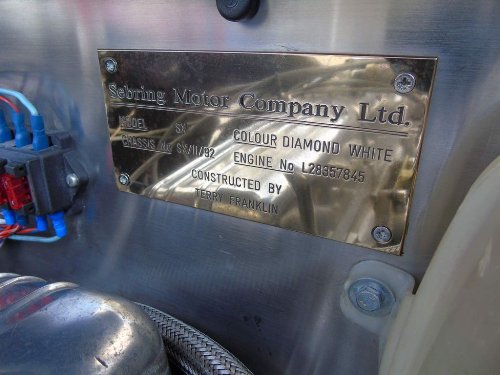 Sebring Motor Company Ltd.
MODEL SX COLOUR DIAMOND WHITE
CHASSIS No SX/11/92 ENGINE No L28357845
CONSTRUCTED BY
TERRY FRANKLIN